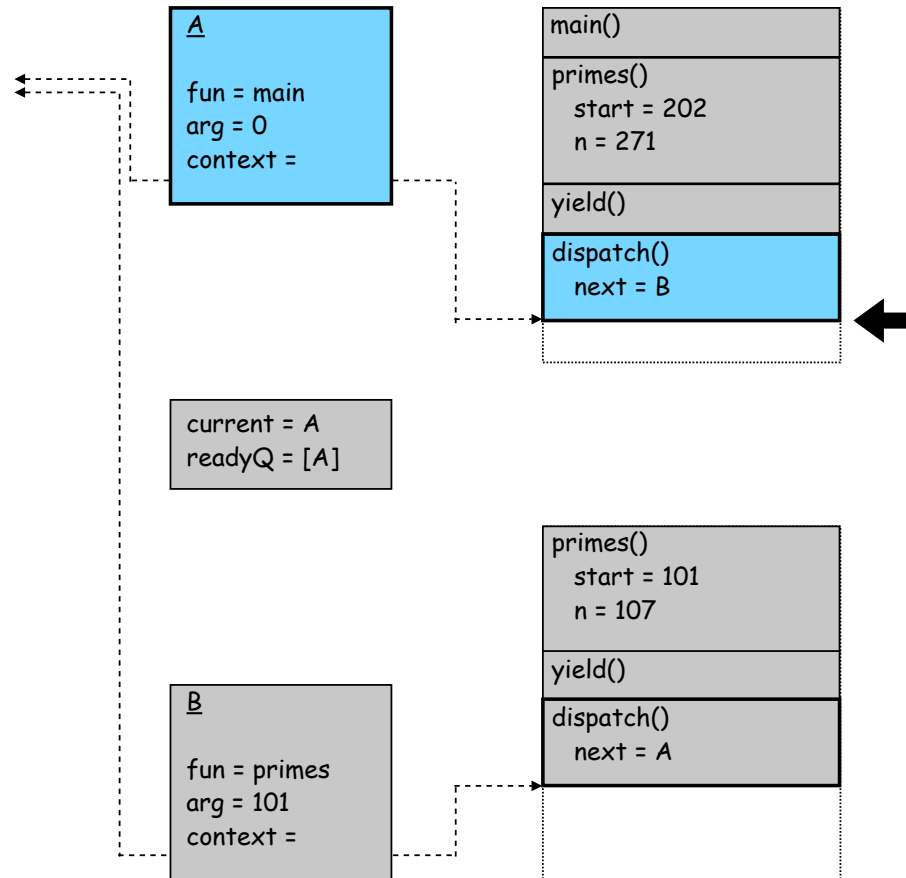 A
fun = main
arg = 0
context =
main()
primes()
start = 202
n = 271
yield()
dispatch()
next = B
current = A
readyQ = [A]
primes()
start = 101
n = 107
yield()
dispatch()
next = A
B
fun = primes
arg = 101
context =